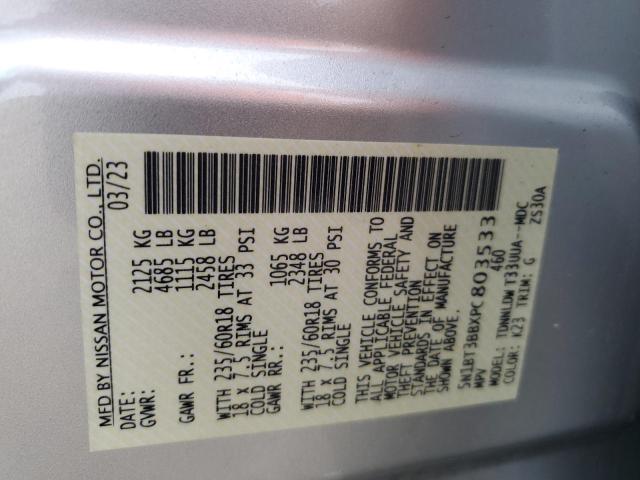 MFD BY NISSAN MOTOR CO., LTD.
DATE: 03/23
GVWR: 2125 KG
4685 LB
GAWR FR.: 1115 KG
2458 LB
WITH 235/60R18 TIRES
18 X 7.5 RIMS AT 33 PSI
COLD SINGLE
GAWR RR.: 1065 KG
2348 LB
WITH 235/60R18 TIRES
18 X 7.5 RIMS AT 30 PSI
COLD SINGLE
THIS VEHICLE CONFORMS TO
ALL APPLICABLE FEDERAL
MOTOR VEHICLE SAFETY AND
THEFT PREVENTION
STANDARDS IN EFFECT ON
THE DATE OF MANUFACTURE
SHOWN ABOVE.
5N1BT3BBXPC803533
MPV 460
MODEL: TDNNLDW T33UUA--MDC
COLOR: K23 TRIM: G ZS30A